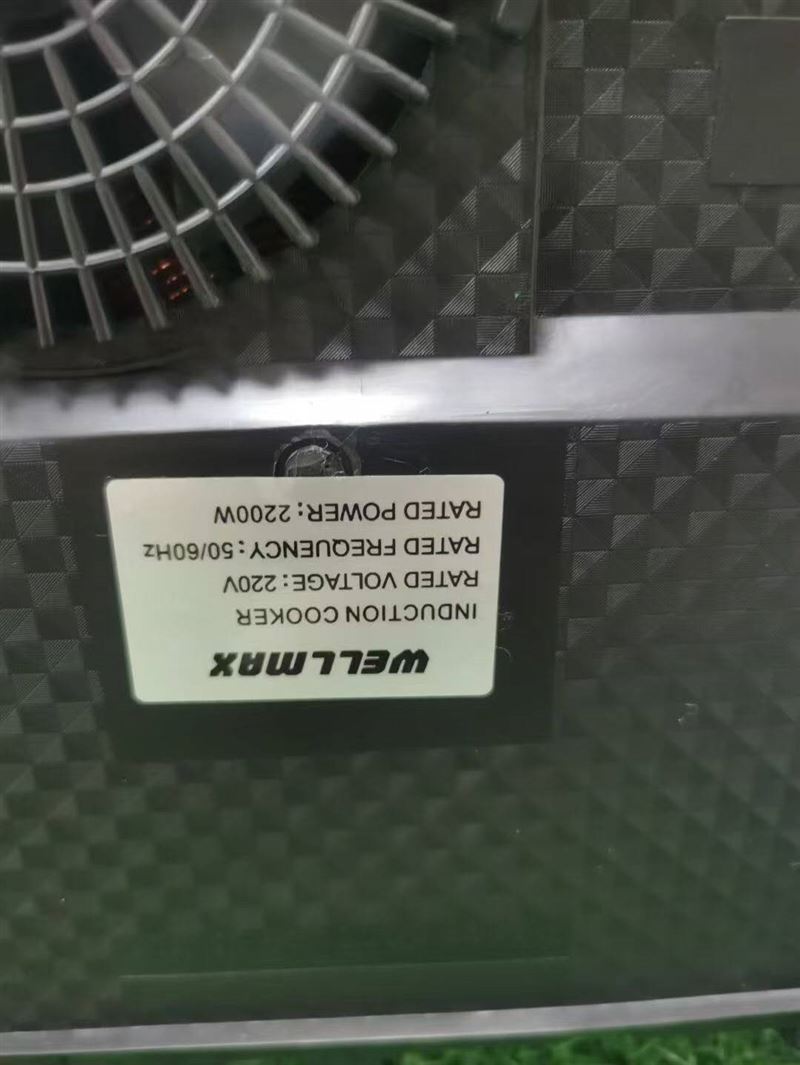 WELLMAX
INDUCTION COOKER
RATED VOLTAGE:220V
RATED FREQUENCY:50/60Hz
RATED POWER:2200W